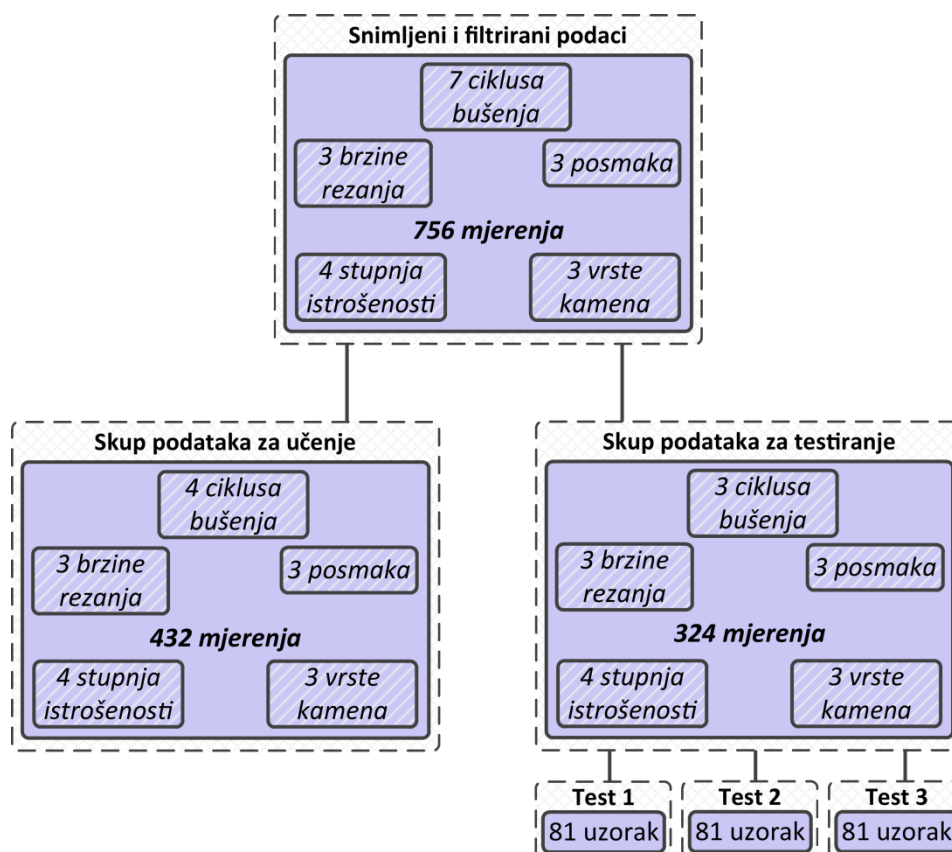 Snimljeni i filtrirani podaci
7 ciklusa
bušenja
3 brzine
rezanja
3 posmaka
756 mjerenja
4 stupnja
istrošenosti
3 vrste
kamena
Skup podataka za učenje
4 ciklusa
bušenja
3 brzine
rezanja
3 posmaka
432 mjerenja
4 stupnja
istrošenosti
3 vrste
kamena
Skup podataka za testiranje
3 ciklusa
bušenja
3 brzine
rezanja
3 posmaka
324 mjerenja
4 stupnja
istrošenosti
3 vrste
kamena
Test 1
81 uzorak
Test 2
81 uzorak
Test 3
81 uzorak